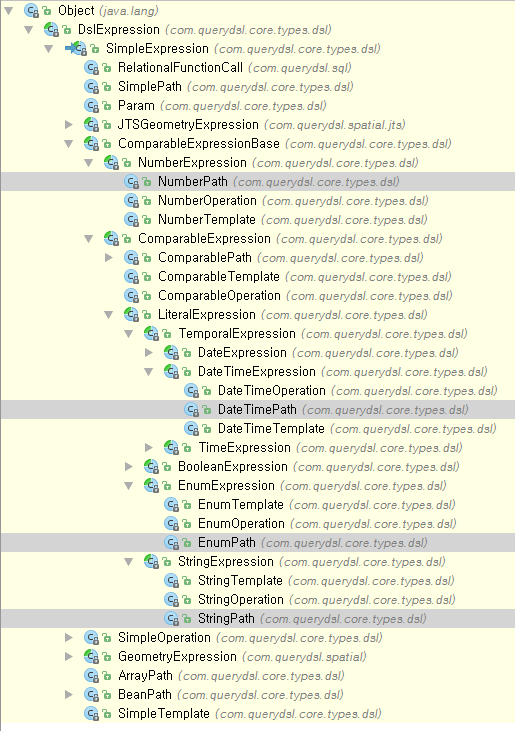 Object (java.lang)
DslExpression (com.querydsl.core.types.dsl)
SimpleExpression (com.querydsl.core.types.dsl)
RelationalFunctionCall (com.querydsl.sql)
SimplePath (com.querydsl.core.types.dsl)
Param (com.querydsl.core.types.dsl)
JTSGeometryExpression (com.querydsl.spatial.jts)
ComparableExpressionBase (com.querydsl.core.types.dsl)
NumberExpression (com.querydsl.core.types.dsl)
NumberPath (com.querydsl.core.types.dsl)
NumberOperation (com.querydsl.core.types.dsl)
NumberTemplate (com.querydsl.core.types.dsl)
ComparableExpression (com.querydsl.core.types.dsl)
ComparablePath (com.querydsl.core.types.dsl)
ComparableTemplate (com.querydsl.core.types.dsl)
ComparableOperation (com.querydsl.core.types.dsl)
LiteralExpression (com.querydsl.core.types.dsl)
TemporalExpression (com.querydsl.core.types.dsl)
DateExpression (com.querydsl.core.types.dsl)
DateTimeExpression (com.querydsl.core.types.dsl)
DateTimeOperation (com.querydsl.core.types.dsl)
DateTimePath (com.querydsl.core.types.dsl)
DateTimeTemplate (com.querydsl.core.types.dsl)
TimeExpression (com.querydsl.core.types.dsl)
BooleanExpression (com.querydsl.core.types.dsl)
EnumExpression (com.querydsl.core.types.dsl)
EnumTemplate (com.querydsl.core.types.dsl)
EnumOperation (com.querydsl.core.types.dsl)
EnumPath (com.querydsl.core.types.dsl)
StringExpression (com.querydsl.core.types.dsl)
StringTemplate (com.querydsl.core.types.dsl)
StringOperation (com.querydsl.core.types.dsl)
StringPath (com.querydsl.core.types.dsl)
SimpleOperation (com.querydsl.core.types.dsl)
GeometryExpression (com.querydsl.spatial)
ArrayPath (com.querydsl.core.types.dsl)
BeanPath (com.querydsl.core.types.dsl)
SimpleTemplate (com.querydsl.core.types.dsl)